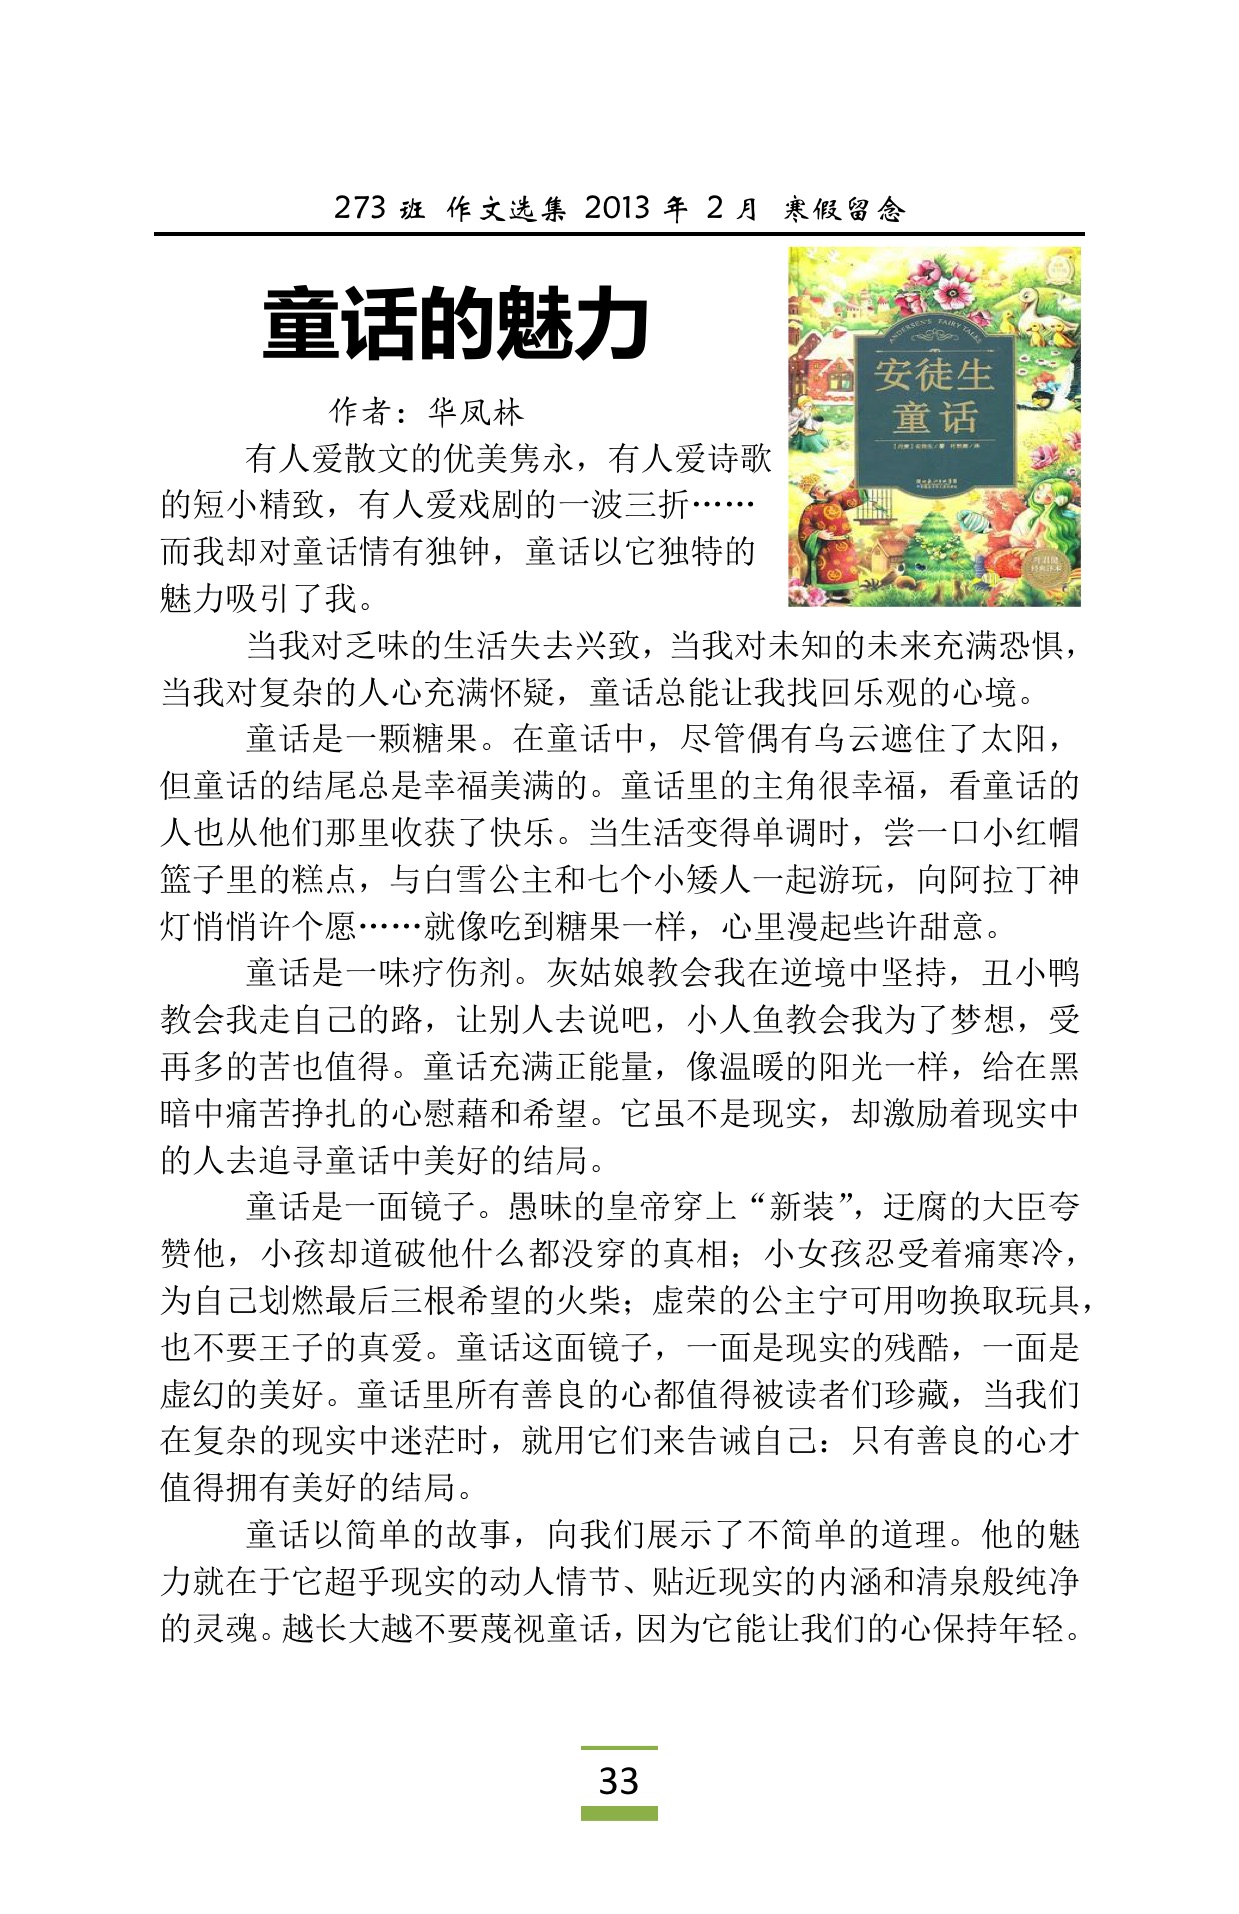 273 班 作文选集 2013 年 2 月 寒假留念
童话的魅力
ANDERSEN'S FAIRY TALES
安徒生
童话
作者：华凤林
有人爱散文的优美隽永，有人爱诗歌
的短小精致，有人爱戏剧的一波三折……
而我却对童话情有独钟，童话以它独特的
魅力吸引了我。
当我对乏味的生活失去兴致，当我对未知的未来充满恐惧，
当我对复杂的人心充满怀疑，童话总能让我找回乐观的心境。
童话是一颗糖果。在童话中，尽管偶有乌云遮住了太阳，
但童话的结尾总是幸福美满的。童话里的主角很幸福，看童话的
人也从他们那里收获了快乐。当生活变得单调时，尝一口小红帽
篮子里的糕点，与白雪公主和七个小矮人一起游玩，向阿拉丁神
灯悄悄许个愿……就像吃到糖果一样，心里漫起些许甜意。
童话是一味疗伤剂。灰姑娘教会我在逆境中坚持，丑小鸭
教会我走自己的路，让别人去说吧，小人鱼教会我为了梦想，受
再多的苦也值得。童话充满正能量，像温暖的阳光一样，给在黑
暗中痛苦挣扎的心慰藉和希望。它虽不是现实，却激励着现实中
的人去追寻童话中美好的结局。
童话是一面镜子。愚昧的皇帝穿上“新装”，迂腐的大臣夸
赞他，小孩却道破他什么都没穿的真相；小女孩忍受着痛寒冷，
为自己划燃最后三根希望的火柴；虚荣的公主宁可用吻换取玩具，
也不要王子的真爱。童话这面镜子，一面是现实的残酷，一面是
虚幻的美好。童话里所有善良的心都值得被读者们珍藏，当我们
在复杂的现实中迷茫时，就用它们来告诫自己：只有善良的心才
值得拥有美好的结局。
童话以简单的故事，向我们展示了不简单的道理。他的魅
力就在于它超乎现实的动人情节、贴近现实的内涵和清泉般纯净
的灵魂。越长大越不要蔑视童话，因为它能让我们的心保持年轻。
33